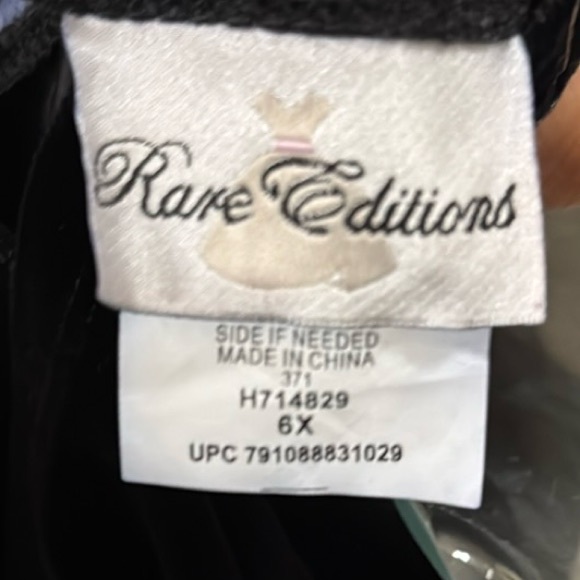 Rare Editions
SIDE IF NEEDED
MADE IN CHINA
371
H714829
6X
UPC 791088831029